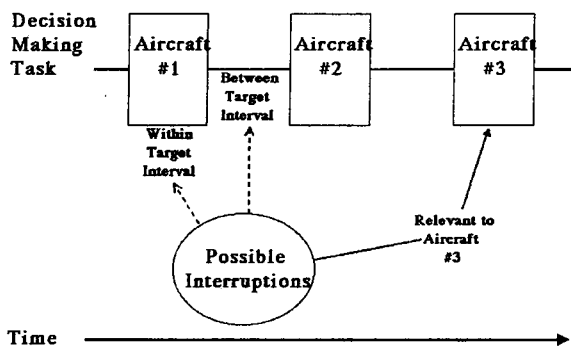 Decision
Making
Task
Aircraft
#1
Aircraft
#2
Aircraft
#3
Between
Target
Interval
Within
Target
Interval
Relevant to
Aircraft
#3
Possible
Interruptions
Time